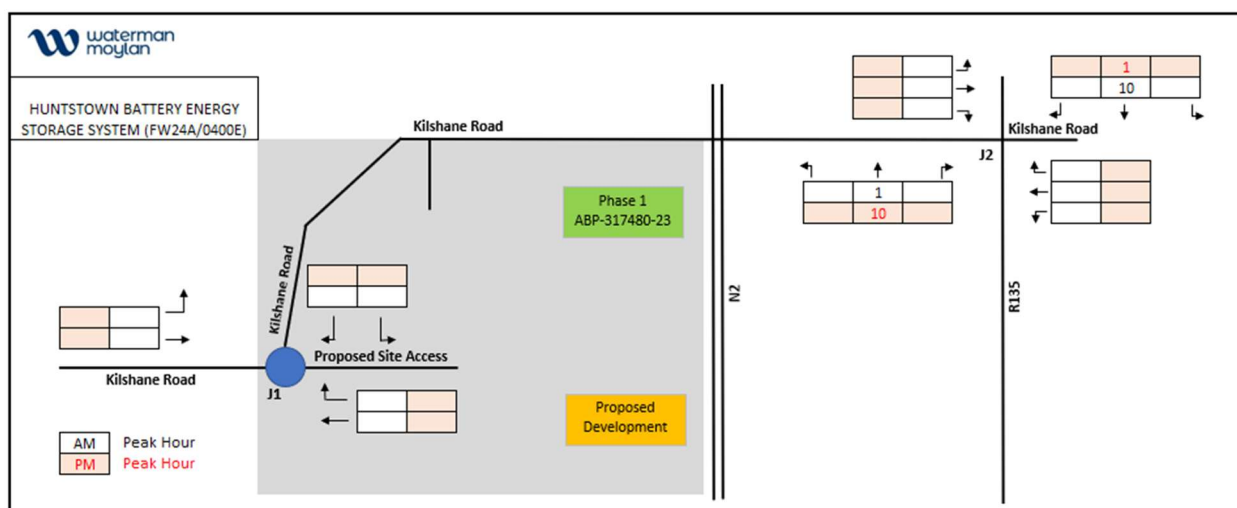 waterman
moylan
HUNTSTOWN BATTERY ENERGY
STORAGE SYSTEM (FW24A/0400E)
1
10
Kilshane Road
Kilshane Road
J2
1
10
Phase 1
ABP-317480-23
Kilshane Road
N2
R135
Proposed Site Access
Kilshane Road
J1
Proposed
Development
AM Peak Hour
PM Peak Hour